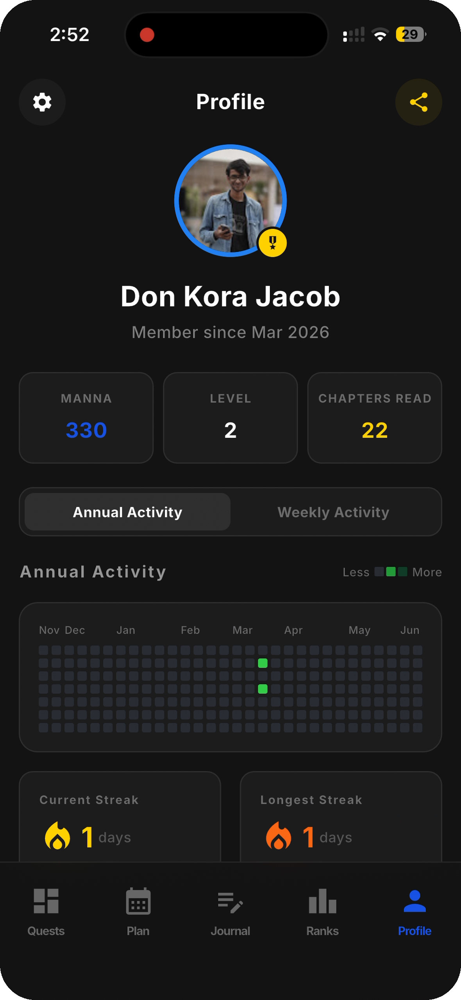 2:52
29
Profile
Don Kora Jacob
Member since Mar 2026
MANNA LEVEL CHAPTERS READ
330 2 22
Annual Activity Weekly Activity
Annual Activity Less More
Nov Dec Jan Feb Mar Apr May Jun
Current Streak Longest Streak
1 days 1 days
Quests Plan Journal Ranks Profile